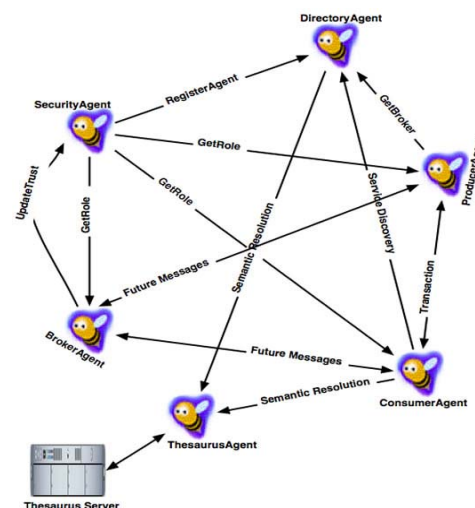 DirectoryAgent
SecurityAgent
RegisterAgent
GetBroker
GetRole
ProducerAge
UpdateTrust
GetRole
GetRole
Semantic Resolution
Service Discovery
Future Messages
Transaction
BrokerAgent
Future Messages
Semantic Resolution
ConsumerAgent
ThesaurusAgent
Thesaurus Server